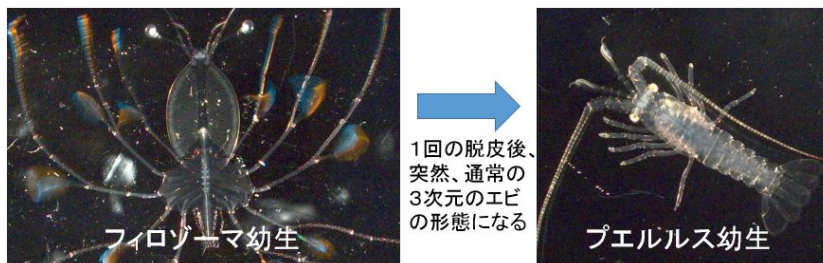 フィロゾーマ幼生
1回の脱皮後、
突然、通常の
3次元のエビ
の形態になる
プエルルス幼生